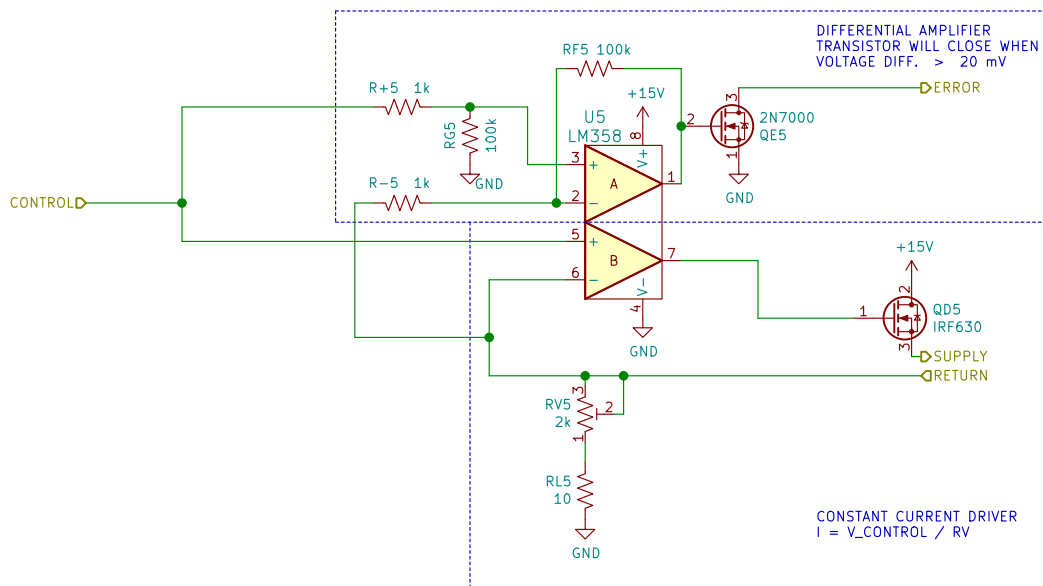 DIFFERENTIAL AMPLIFIER
TRANSISTOR WILL CLOSE WHEN
VOLTAGE DIFF. > 20 mV
RF5 100k
R+5 1k
+15V
ERROR
3
U5
LM358
8
V+
2
2N7000
QE5
RG5
100k
1
3
+
GND
R-5 1k
A
1
GND
CONTROL
2
−
5
+
B
7
+15V
6
−
V-
4
2
1
QD5
IRF630
GND
3
SUPPLY
RETURN
3
RV5
2k
2
1
RL5
10
GND
CONSTANT CURRENT DRIVER
I = V_CONTROL / RV